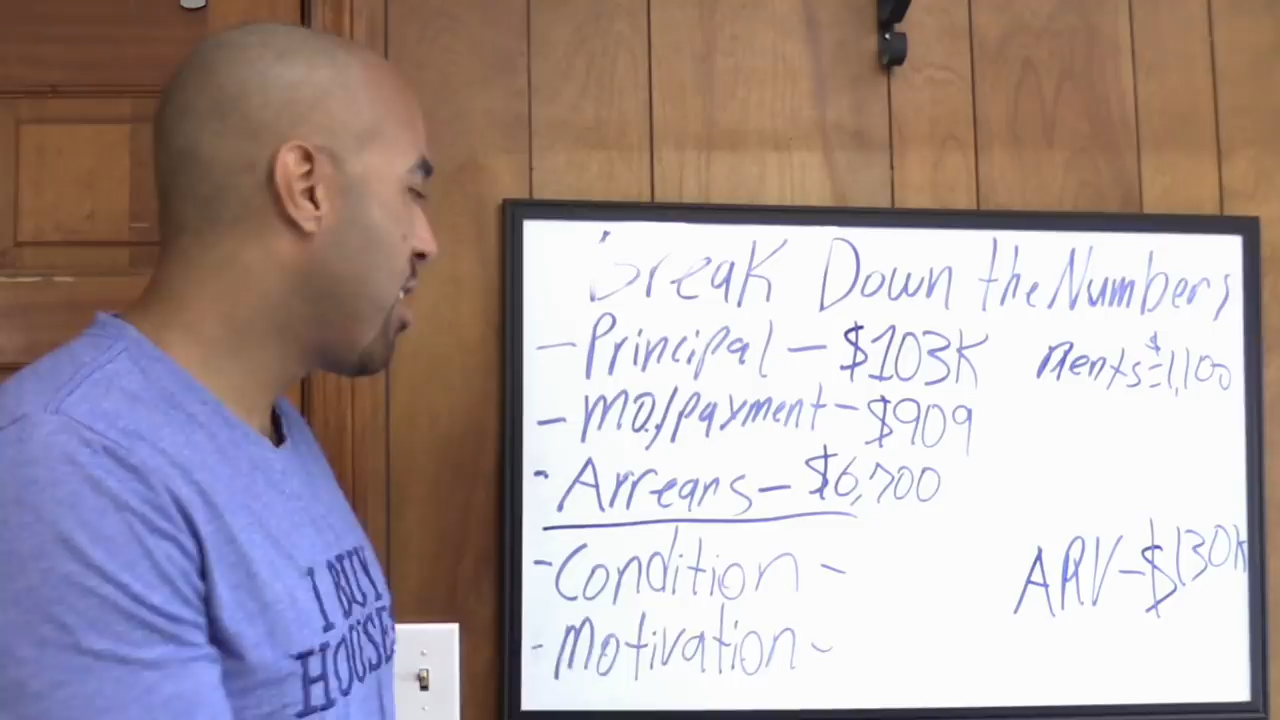 Break Down the Numbers
- Principal - $103K
Rents = $1,100
- MO./payment - $909
- Arrears - $6,700
- Condition -
ARV - $130K
- Motivation -
I BUY
HOUSES